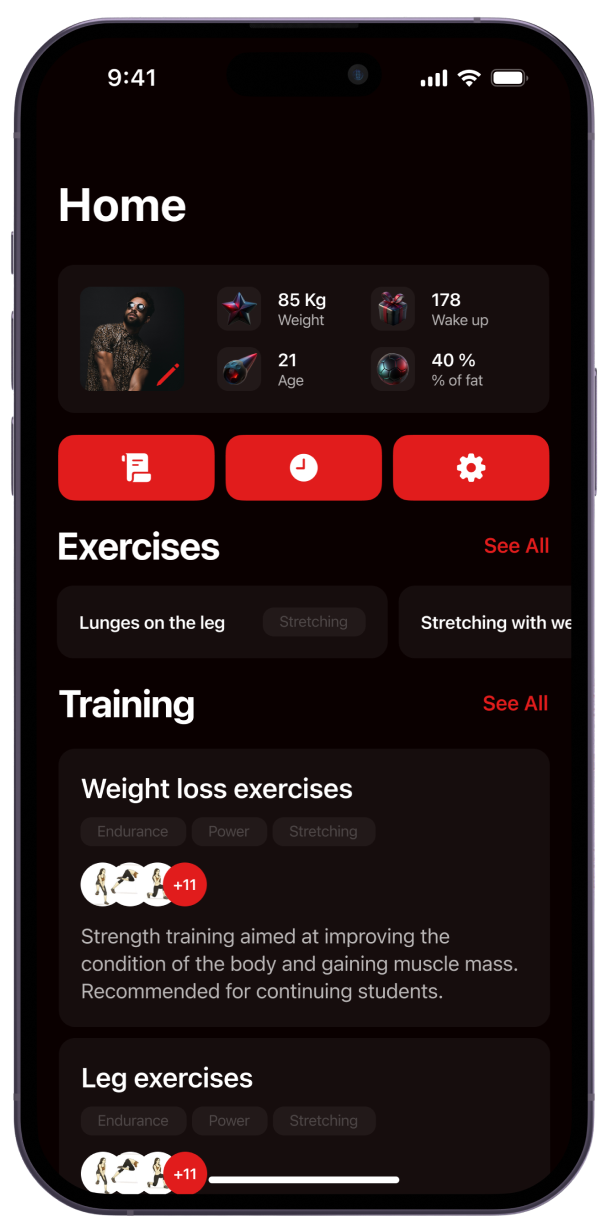 9:41
Home
85 Kg
Weight
178
Wake up
21
Age
40 %
% of fat
Exercises
See All
Lunges on the leg
Stretching
Stretching with we
Training
See All
Weight loss exercises
Endurance
Power
Stretching
+11
Strength training aimed at improving the
condition of the body and gaining muscle mass.
Recommended for continuing students.
Leg exercises
Endurance
Power
Stretching
+11